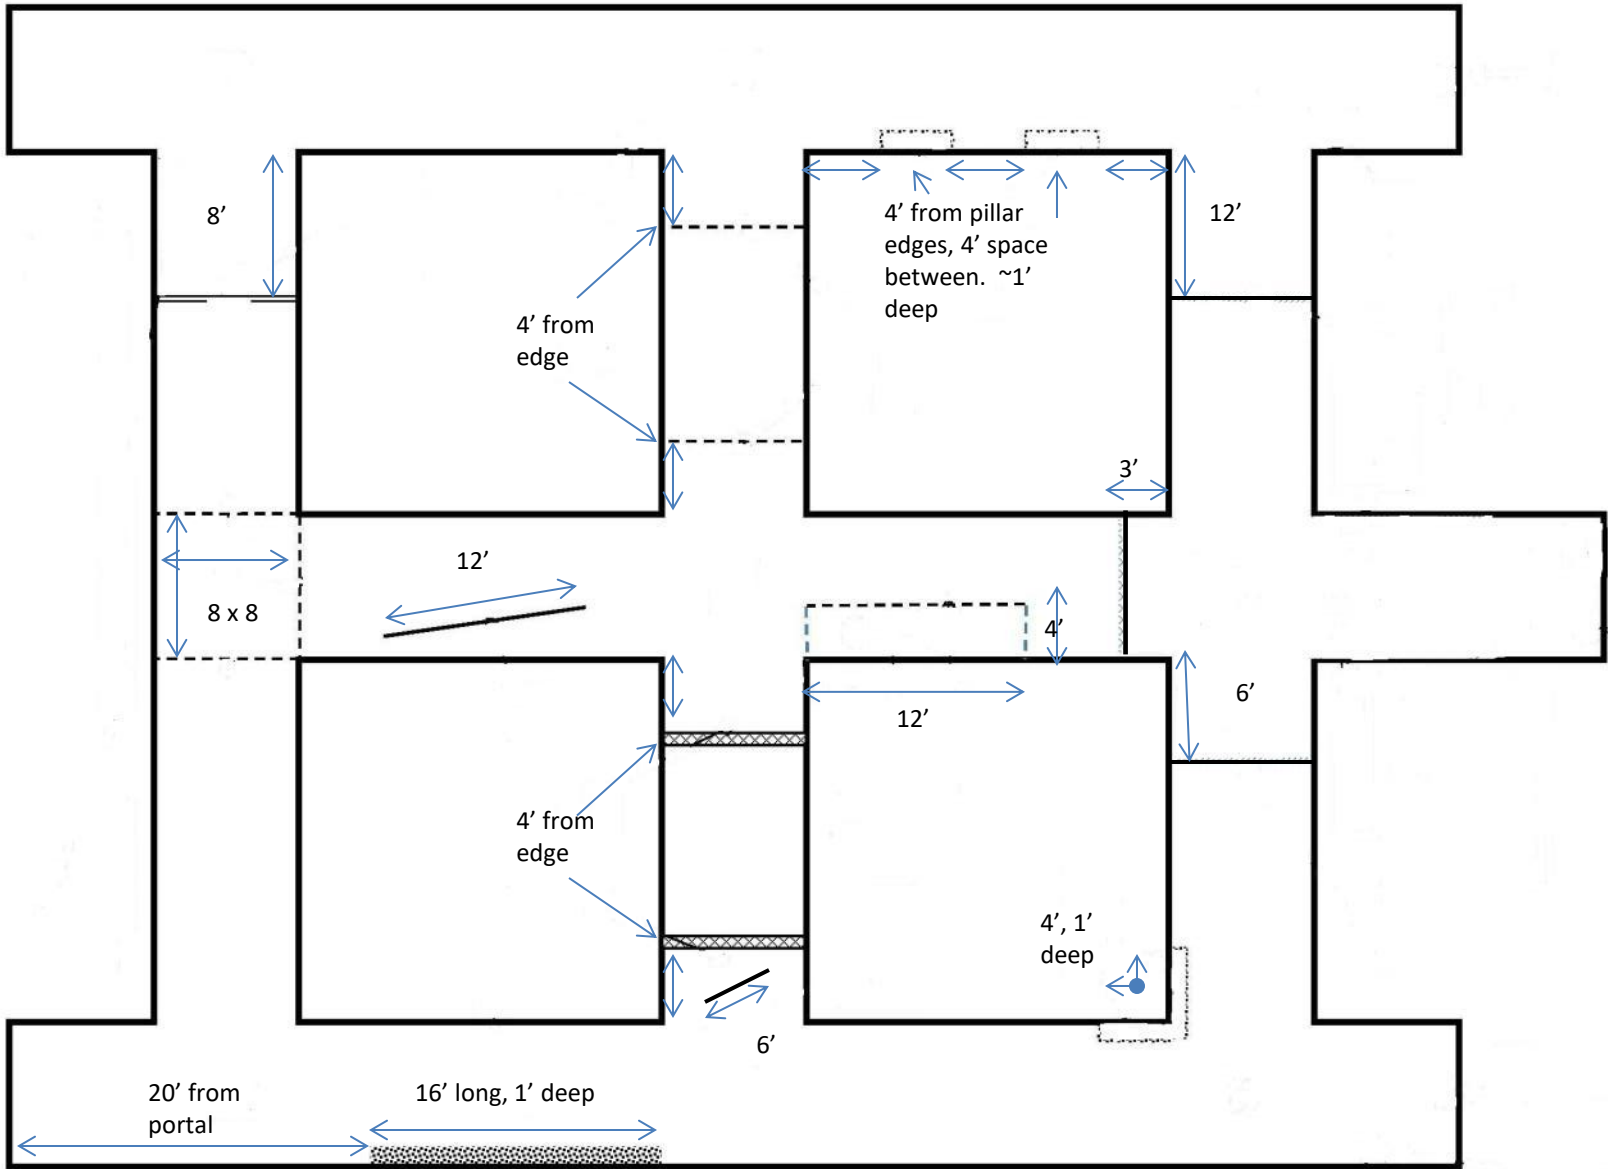 8’
4’ from pillar
edges, 4’ space
between.  ~1’
deep
12’
4’ from
edge
3’
12’
8 x 8
4’
6’
12’
4’ from
edge
4’, 1’
deep
6’
20’ from
portal
16’ long, 1’ deep